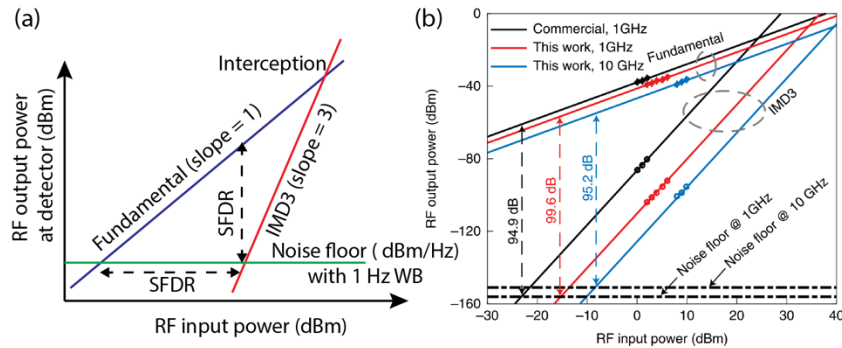 (a)
Interception
Fundamental (slope = 1)
SFDR
IMD3 (slope = 3)
Noise floor ( dBm/Hz)
with 1 Hz WB
SFDR
RF output power
at detector (dBm)
RF input power (dBm)
(b)
Commercial, 1GHz
This work, 1GHz
This work, 10 GHz
Fundamental
IMD3
94.9 dB
99.6 dB
95.2 dB
Noise floor @ 1GHz
Noise floor @ 10 GHz
RF output power (dBm)
0
−40
−80
−120
−160
−30 −20 −10 0 10 20 30 40
RF input power (dBm)